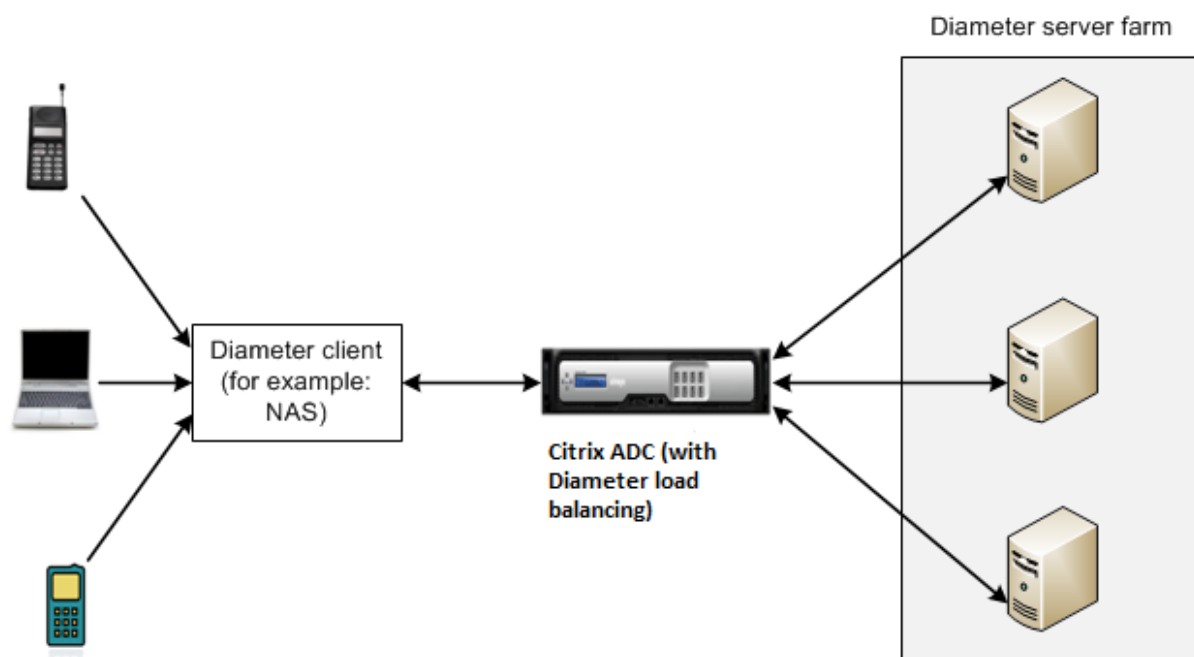 Diameter server farm
Diameter client
(for example:
NAS)
Citrix ADC (with
Diameter load
balancing)